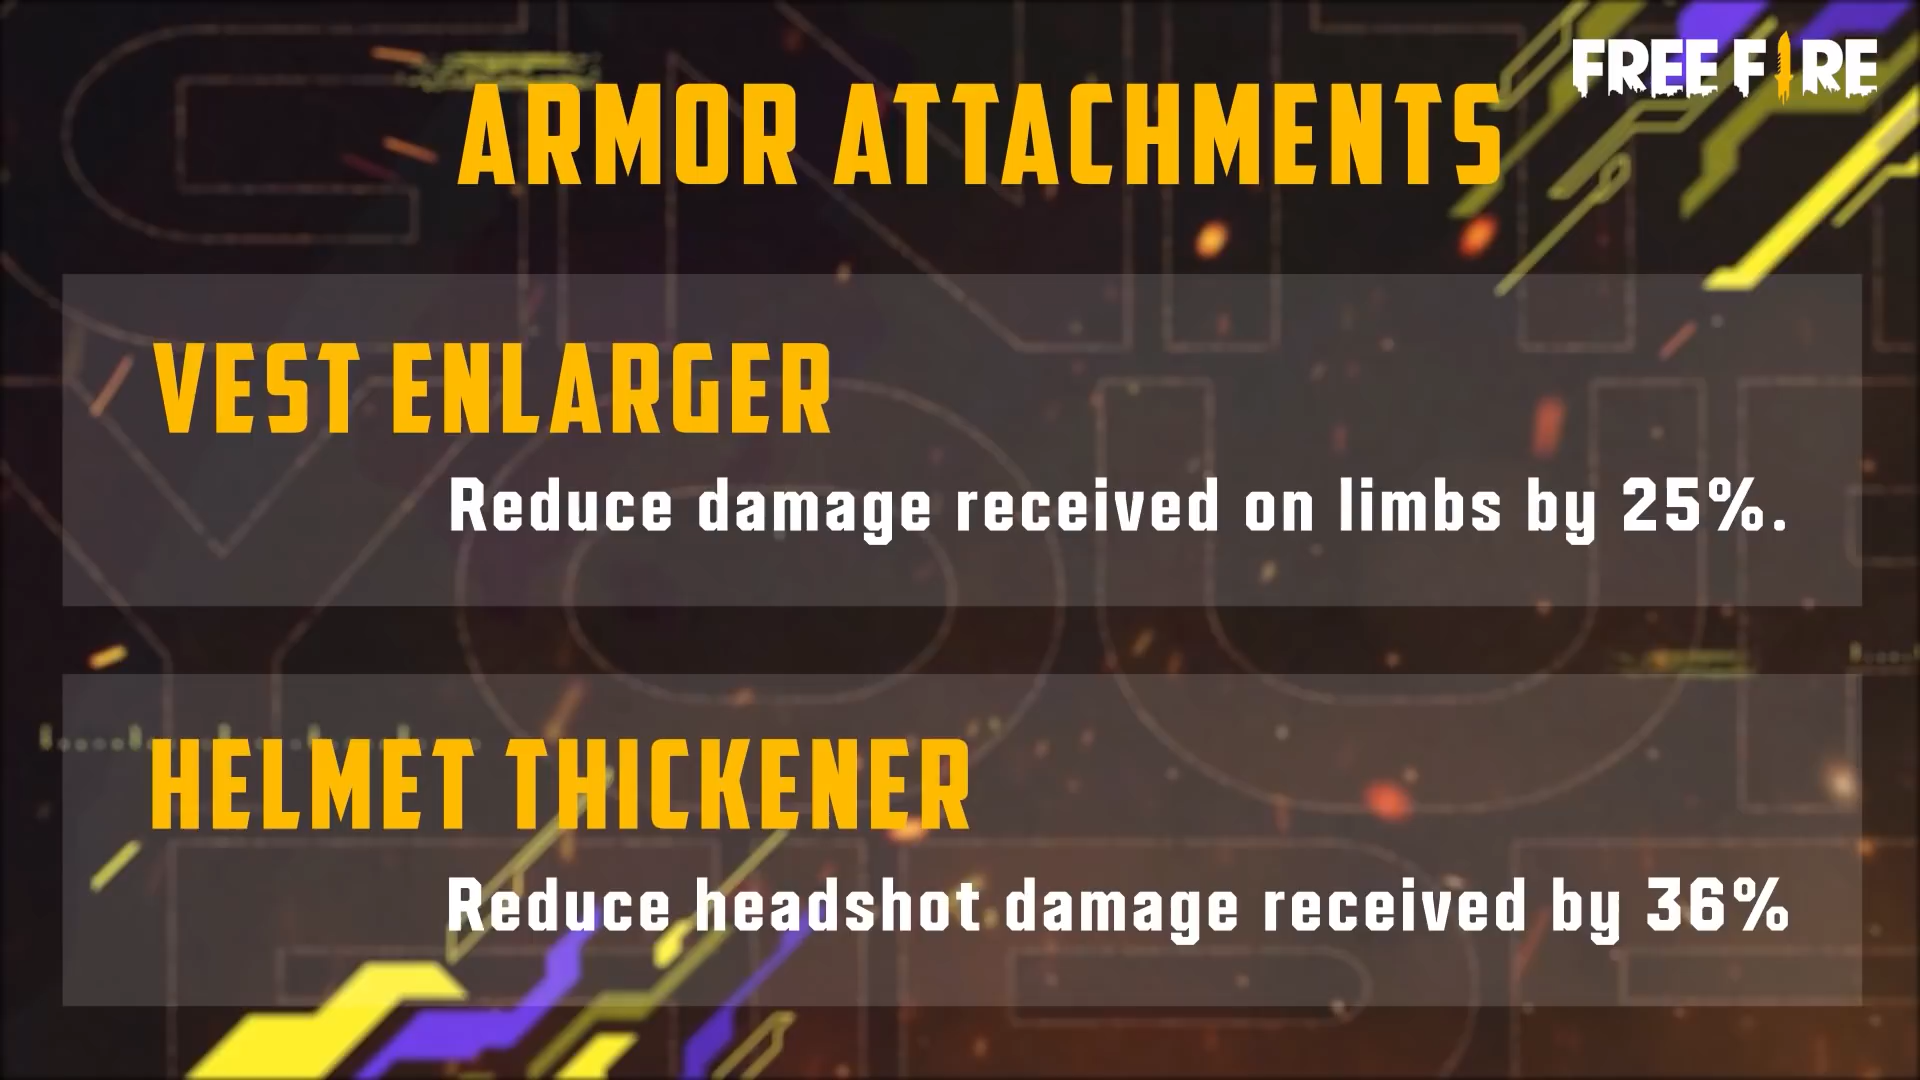 FREE FIRE
ARMOR ATTACHMENTS
VEST ENLARGER
Reduce damage received on limbs by 25%.
HELMET THICKENER
Reduce headshot damage received by 36%